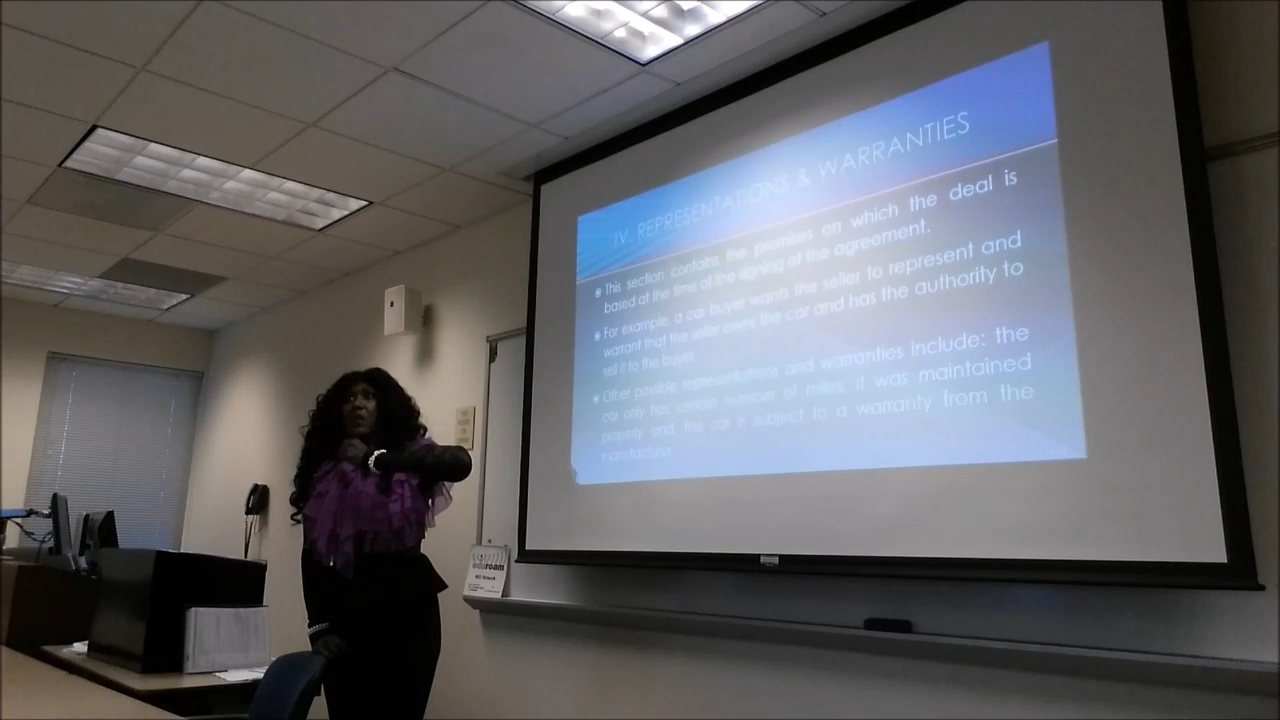 IV. REPRESENTATIONS & WARRANTIES
This section contains the premises on which the deal is
based at the time of the signing of the agreement.
For example, a car buyer wants the seller to represent and
warrant that the seller owns the car and has the authority to
sell it to the buyer.
Other possible representations and warranties include: the
car only has certain number of miles, it was maintained
properly and the car is subject to a warranty from the
manufacturer
eduroam